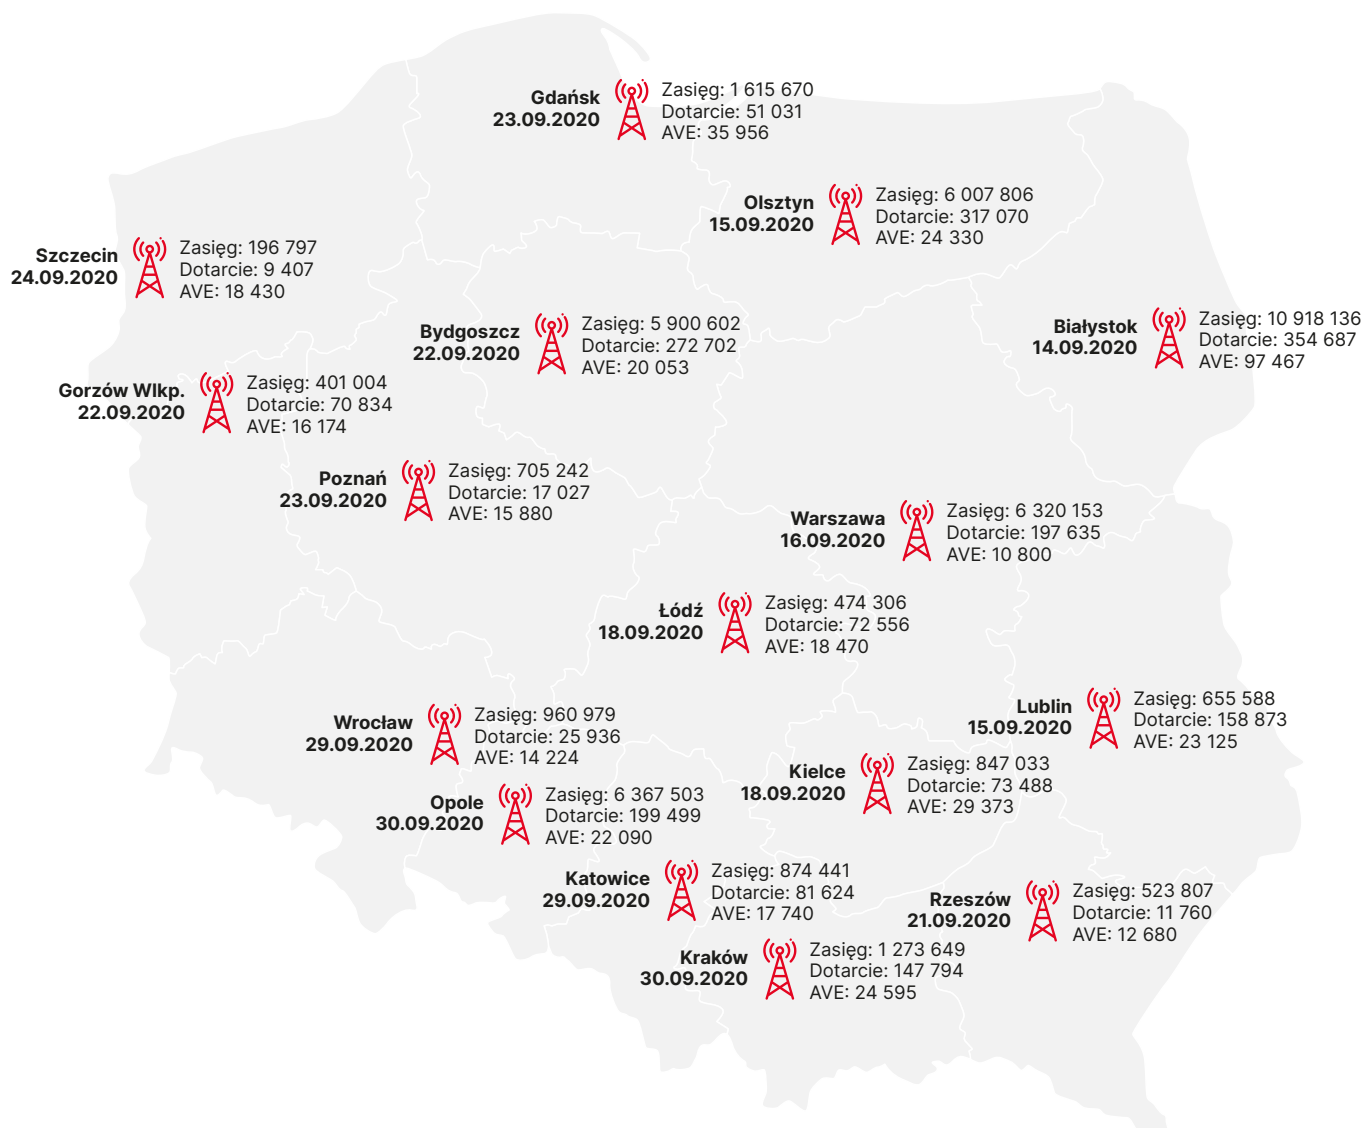 Gdańsk
23.09.2020
Zasięg: 1 615 670
Dotarcie: 51 031
AVE: 35 956
Olsztyn
15.09.2020
Zasięg: 6 007 806
Dotarcie: 317 070
AVE: 24 330
Szczecin
24.09.2020
Zasięg: 196 797
Dotarcie: 9 407
AVE: 18 430
Bydgoszcz
22.09.2020
Zasięg: 5 900 602
Dotarcie: 272 702
AVE: 20 053
Białystok
14.09.2020
Zasięg: 10 918 136
Dotarcie: 354 687
AVE: 97 467
Gorzów Wlkp.
22.09.2020
Zasięg: 401 004
Dotarcie: 70 834
AVE: 16 174
Poznań
23.09.2020
Zasięg: 705 242
Dotarcie: 17 027
AVE: 15 880
Warszawa
16.09.2020
Zasięg: 6 320 153
Dotarcie: 197 635
AVE: 10 800
Łódź
18.09.2020
Zasięg: 474 306
Dotarcie: 72 556
AVE: 18 470
Lublin
15.09.2020
Zasięg: 655 588
Dotarcie: 158 873
AVE: 23 125
Wrocław
29.09.2020
Zasięg: 960 979
Dotarcie: 25 936
AVE: 14 224
Kielce
18.09.2020
Zasięg: 847 033
Dotarcie: 73 488
AVE: 29 373
Opole
30.09.2020
Zasięg: 6 367 503
Dotarcie: 199 499
AVE: 22 090
Katowice
29.09.2020
Zasięg: 874 441
Dotarcie: 81 624
AVE: 17 740
Rzeszów
21.09.2020
Zasięg: 523 807
Dotarcie: 11 760
AVE: 12 680
Kraków
30.09.2020
Zasięg: 1 273 649
Dotarcie: 147 794
AVE: 24 595